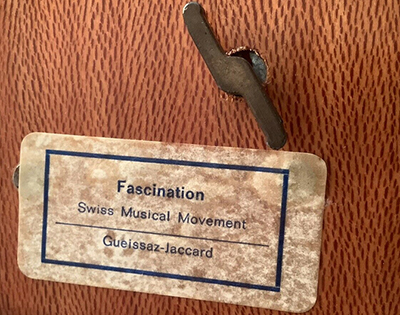 Fascination
Swiss Musical Movement
Gueissaz-Jaccard